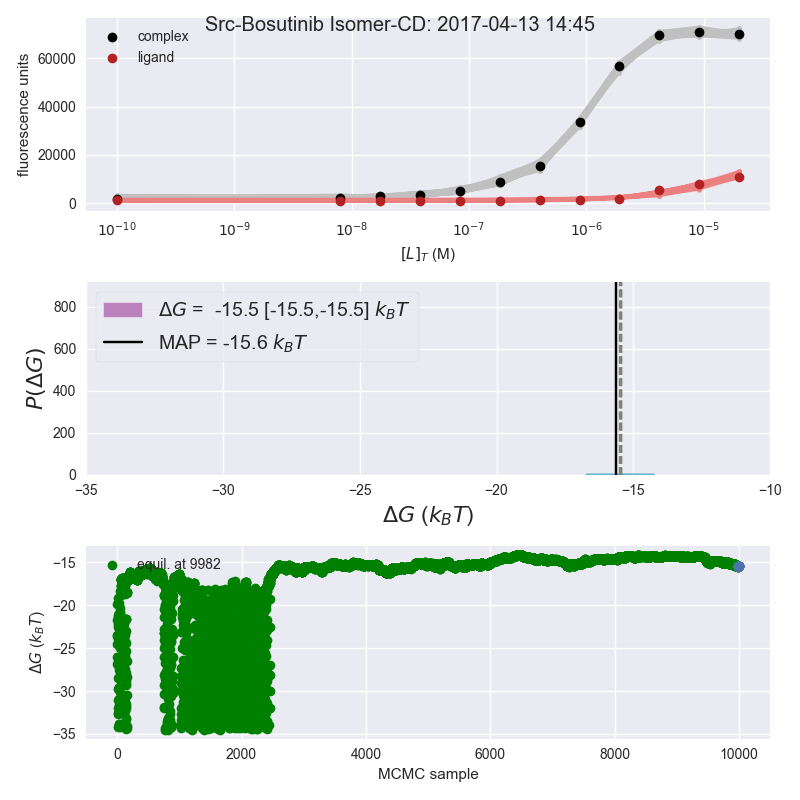 Src-Bosutinib Isomer-CD: 2017-04-13 14:45
complex
ligand
fluorescence units
60000
40000
20000
0
10⁻¹⁰ 10⁻⁹ 10⁻⁸ 10⁻⁷ 10⁻⁶ 10⁻⁵
[L]_T (M)
ΔG = -15.5 [-15.5,-15.5] k_BT
MAP = -15.6 k_BT
P(ΔG)
800
600
400
200
0
−35 −30 −25 −20 −15 −10
ΔG (k_BT)
equil. at 9982
ΔG (k_BT)
−15
−20
−25
−30
−35
0 2000 4000 6000 8000 10000
MCMC sample